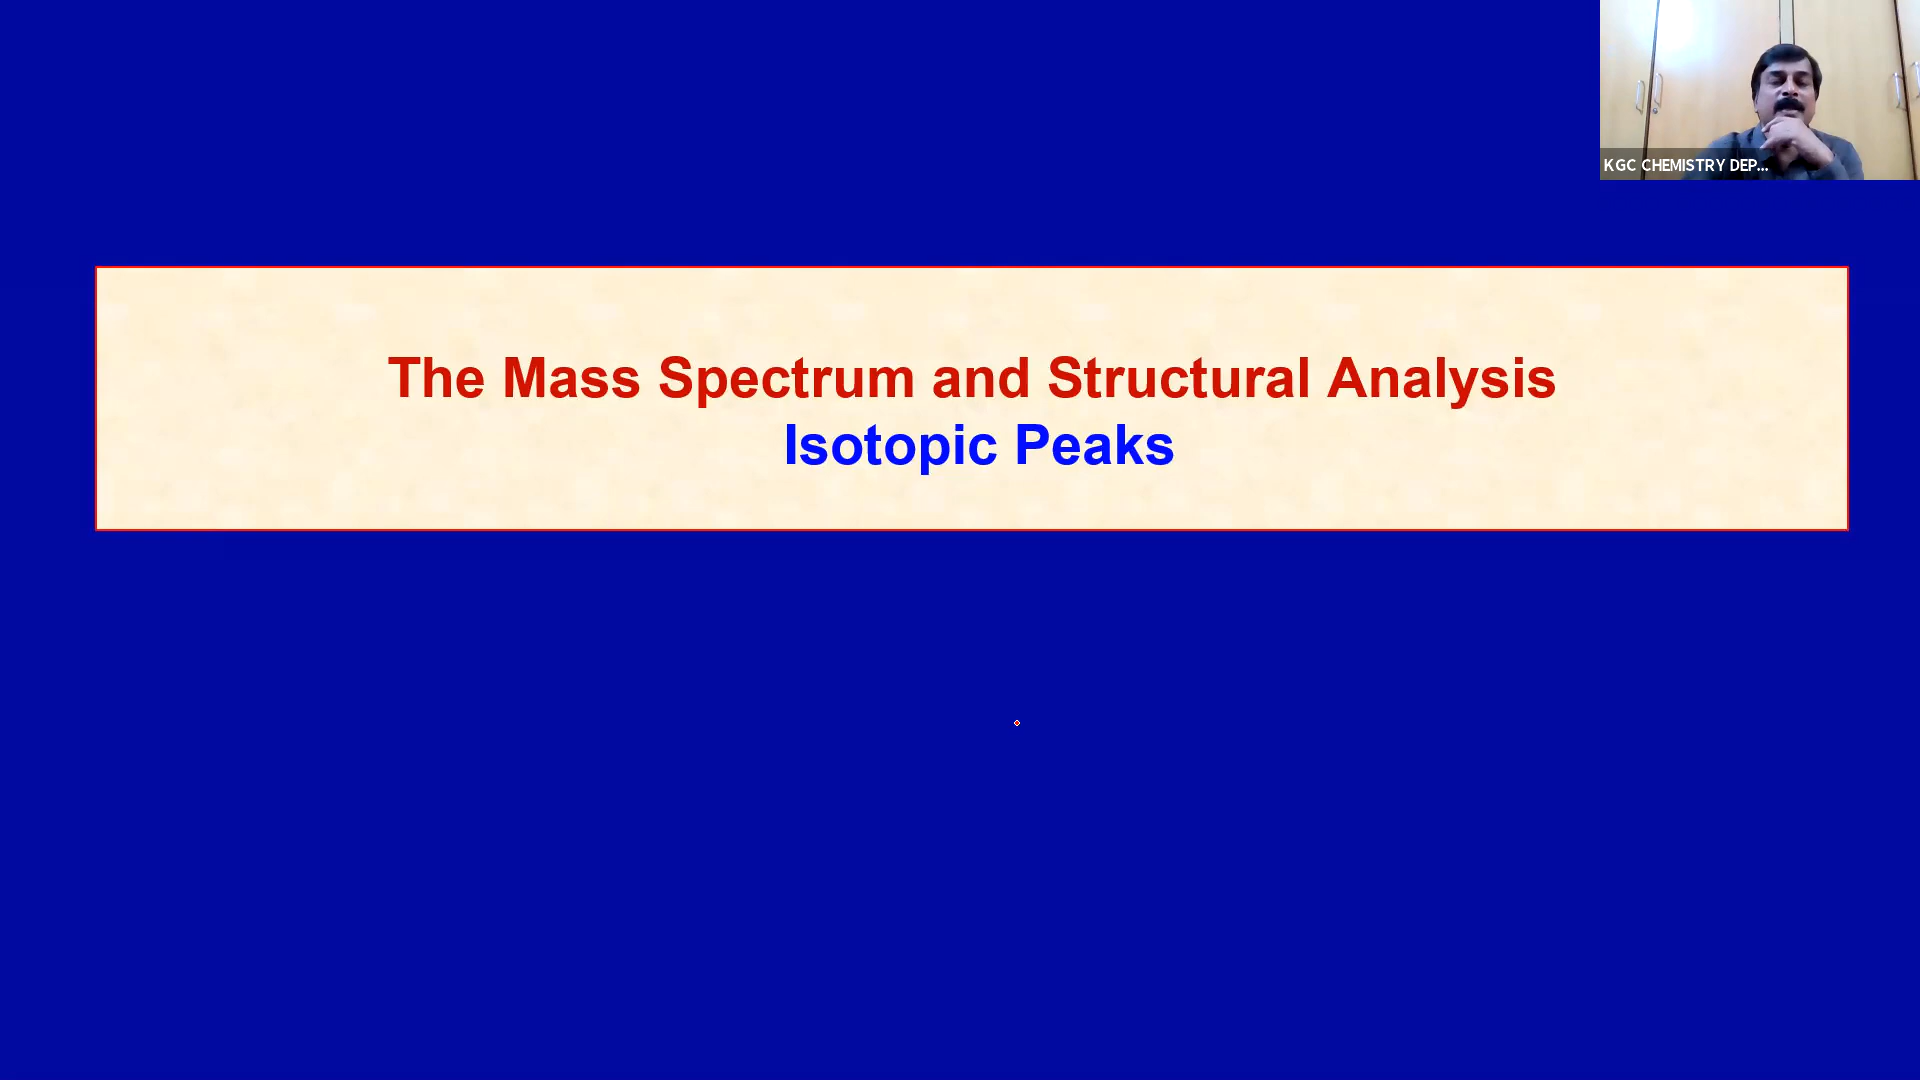 The Mass Spectrum and Structural Analysis
Isotopic Peaks
KGC CHEMISTRY DEP...